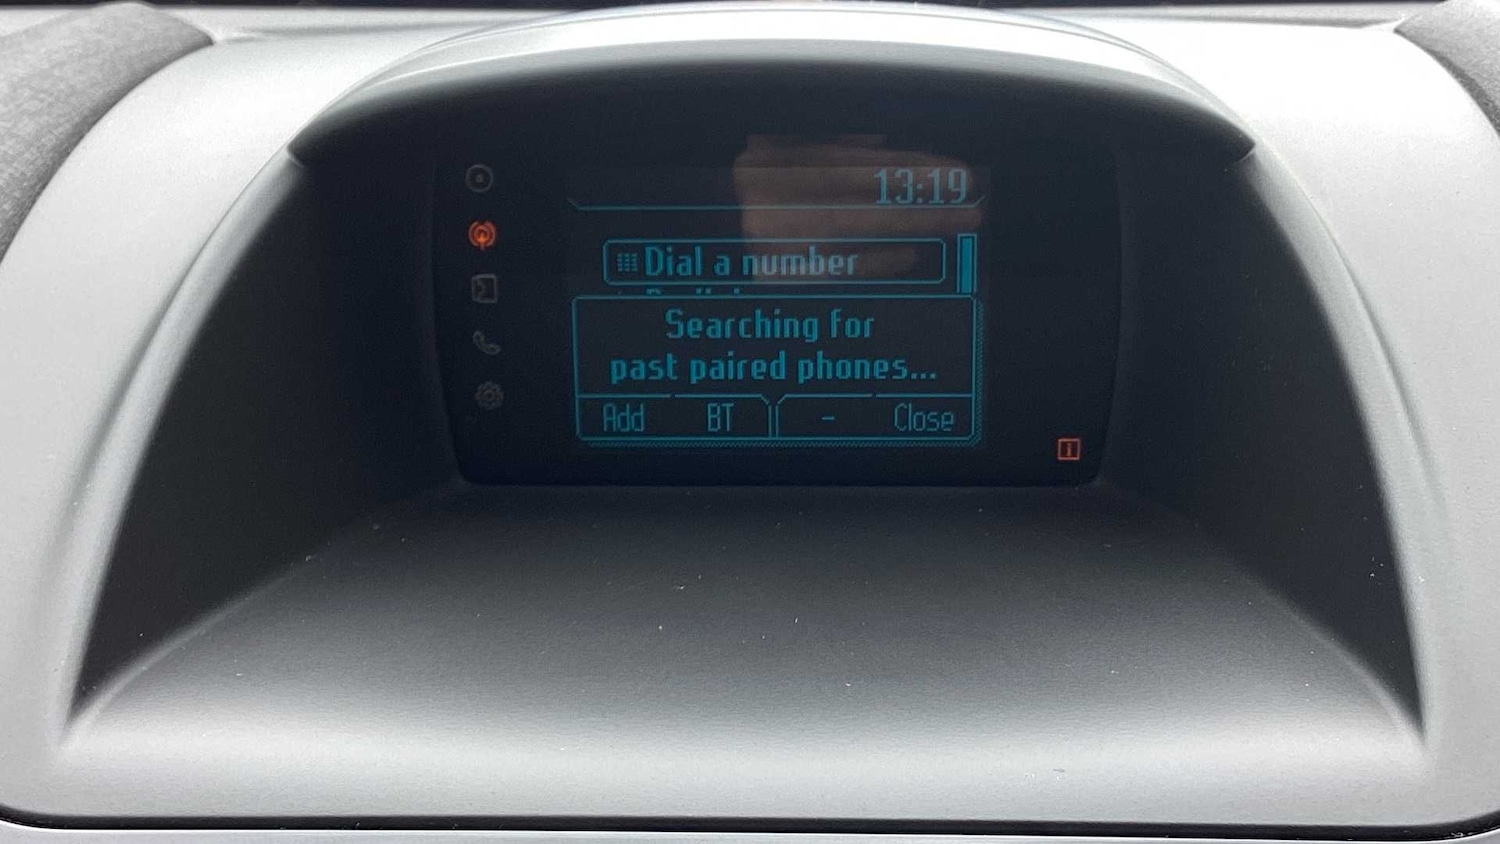 13:19
Dial a number
Searching for
past paired phones...
Add BT - Close
i